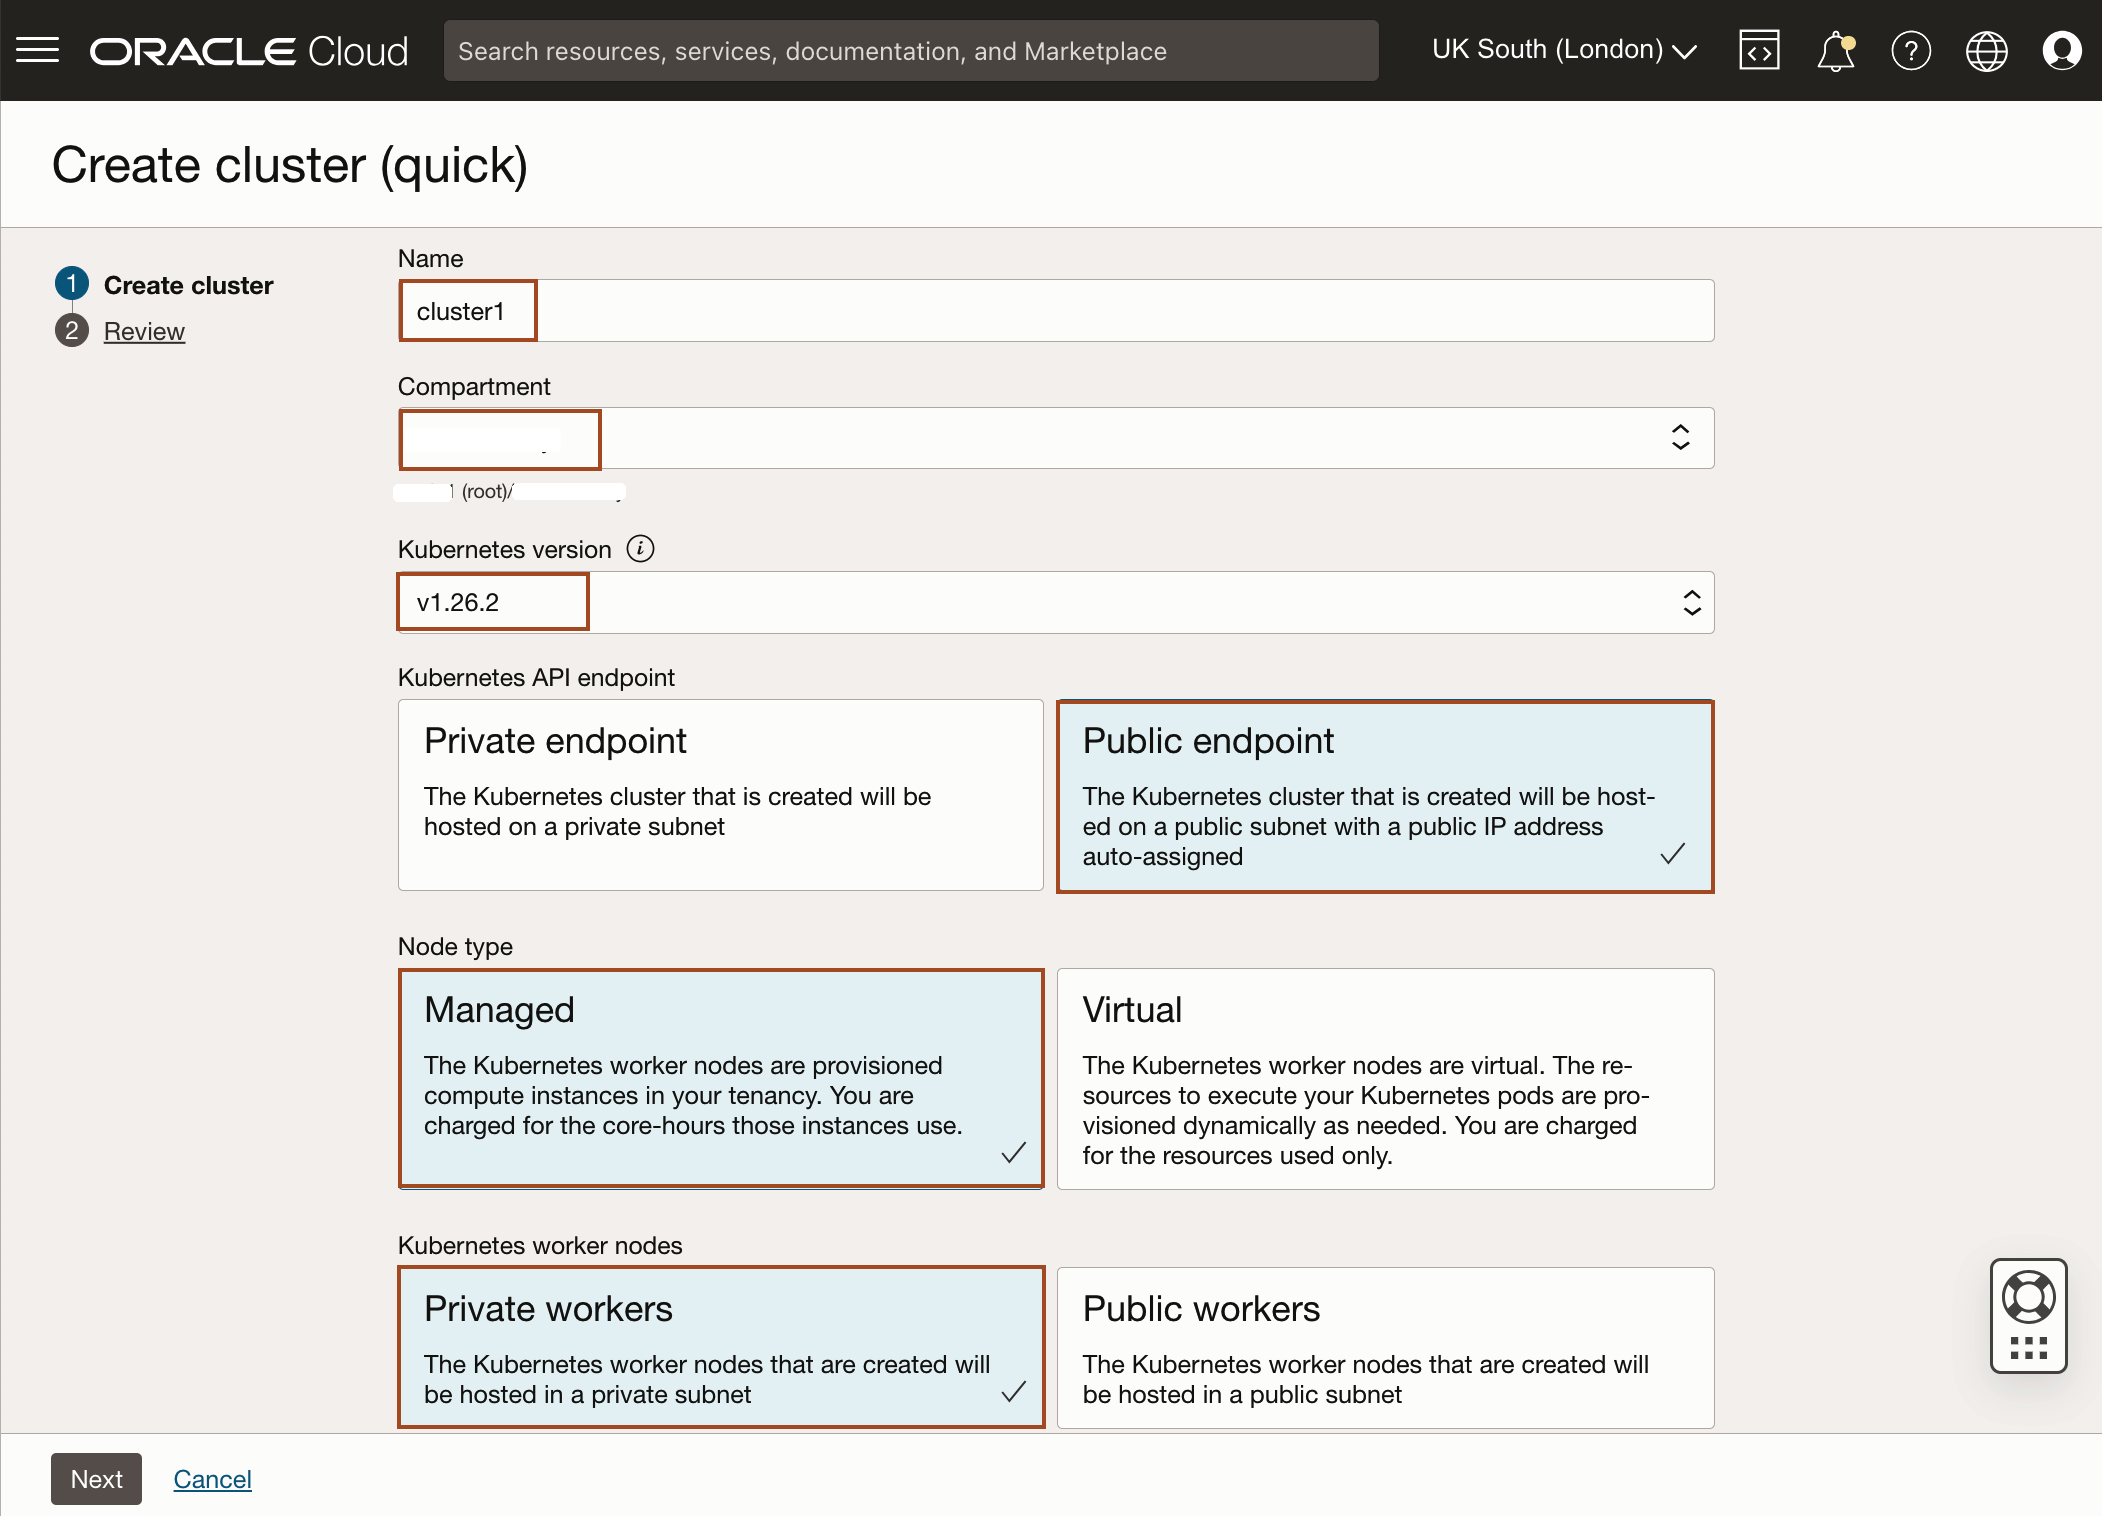 ORACLE Cloud
Search resources, services, documentation, and Marketplace
UK South (London)
Create cluster (quick)
1 Create cluster
2 Review
Name
cluster1
Compartment
(root)/
Kubernetes version
v1.26.2
Kubernetes API endpoint
Private endpoint
The Kubernetes cluster that is created will be
hosted on a private subnet
Public endpoint
The Kubernetes cluster that is created will be host-
ed on a public subnet with a public IP address
auto-assigned
Node type
Managed
The Kubernetes worker nodes are provisioned
compute instances in your tenancy. You are
charged for the core-hours those instances use.
Virtual
The Kubernetes worker nodes are virtual. The re-
sources to execute your Kubernetes pods are pro-
visioned dynamically as needed. You are charged
for the resources used only.
Kubernetes worker nodes
Private workers
The Kubernetes worker nodes that are created will
be hosted in a private subnet
Public workers
The Kubernetes worker nodes that are created will
be hosted in a public subnet
Next
Cancel